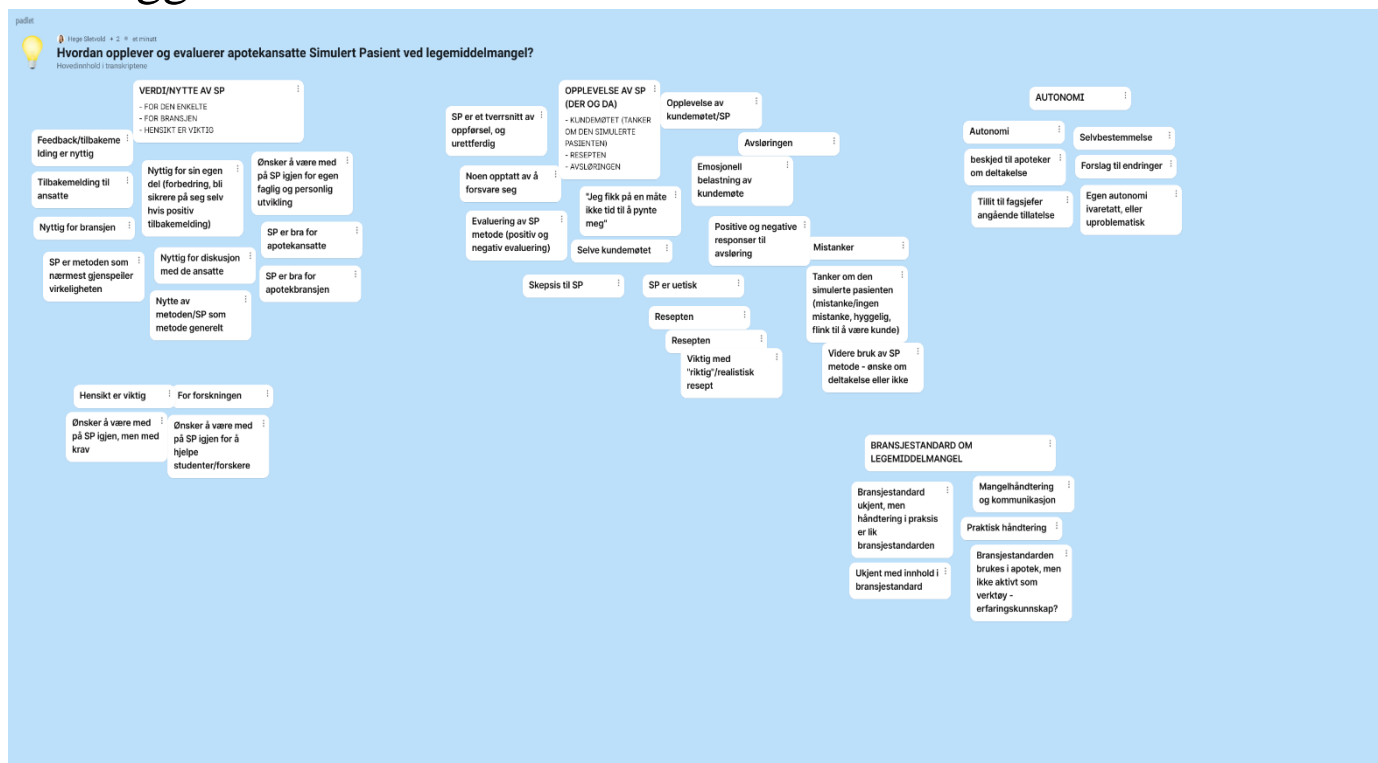 padlet
Hege Sletvold + 2 • et minutt
Hvordan opplever og evaluerer apotekansatte Simulert Pasient ved legemiddelmangel?
Hovedinnhold i transkriptene
VERDI/NYTTE AV SP
- FOR DEN ENKELTE
- FOR BRANSJEN
- HENSIKT ER VIKTIG
Feedback/tilbakeme
lding er nyttig
Tilbakemelding til
ansatte
Nyttig for bransjen
SP er metoden som
nærmest gjenspeiler
virkeligheten
Nyttig for sin egen
del (forbedring, bli
sikrere på seg selv
hvis positiv
tilbakemelding)
Nyttig for diskusjon
med de ansatte
Nytte av
metoden/SP som
metode generelt
Ønsker å være med
på SP igjen for egen
faglig og personlig
utvikling
SP er bra for
apotekansatte
SP er bra for
apotekbransjen
Hensikt er viktig
Ønsker å være med
på SP igjen, men med
krav
For forskningen
Ønsker å være med
på SP igjen for å
hjelpe
studenter/forskere
OPPLEVELSE AV SP
(DER OG DA)
- KUNDEMØTET (TANKER
OM DEN SIMULERTE
PASIENTEN)
- RESEPTEN
- AVSLØRINGEN
SP er et tverrsnitt av
oppførsel, og
urettferdig
Noen opptatt av å
forsvare seg
Evaluering av SP
metode (positiv og
negativ evaluering)
"Jeg fikk på en måte
ikke tid til å pynte
meg"
Selve kundemøtet
Skepsis til SP
SP er uetisk
Opplevelse av
kundemøtet/SP
Avsløringen
Emosjonell
belastning av
kundemøte
Positive og negative
responser til
avsløring
Mistanker
Tanker om den
simulerte pasienten
(mistanke/ingen
mistanke, hyggelig,
flink til å være kunde)
Videre bruk av SP
metode - ønske om
deltakelse eller ikke
Resepten
Resepten
Viktig med
"riktig"/realistisk
resept
AUTONOMI
Autonomi
beskjed til apoteker
om deltakelse
Tillit til fagsjefer
angående tillatelse
Selvbestemmelse
Forslag til endringer
Egen autonomi
ivaretatt, eller
uproblematisk
BRANSJESTANDARD OM
LEGEMIDDELMANGEL
Bransjestandard
ukjent, men
håndtering i praksis
er lik
bransjestandarden
Ukjent med innhold i
bransjestandard
Mangelhåndtering
og kommunikasjon
Praktisk håndtering
Bransjestandarden
brukes i apotek, men
ikke aktivt som
verktøy -
erfaringskunnskap?